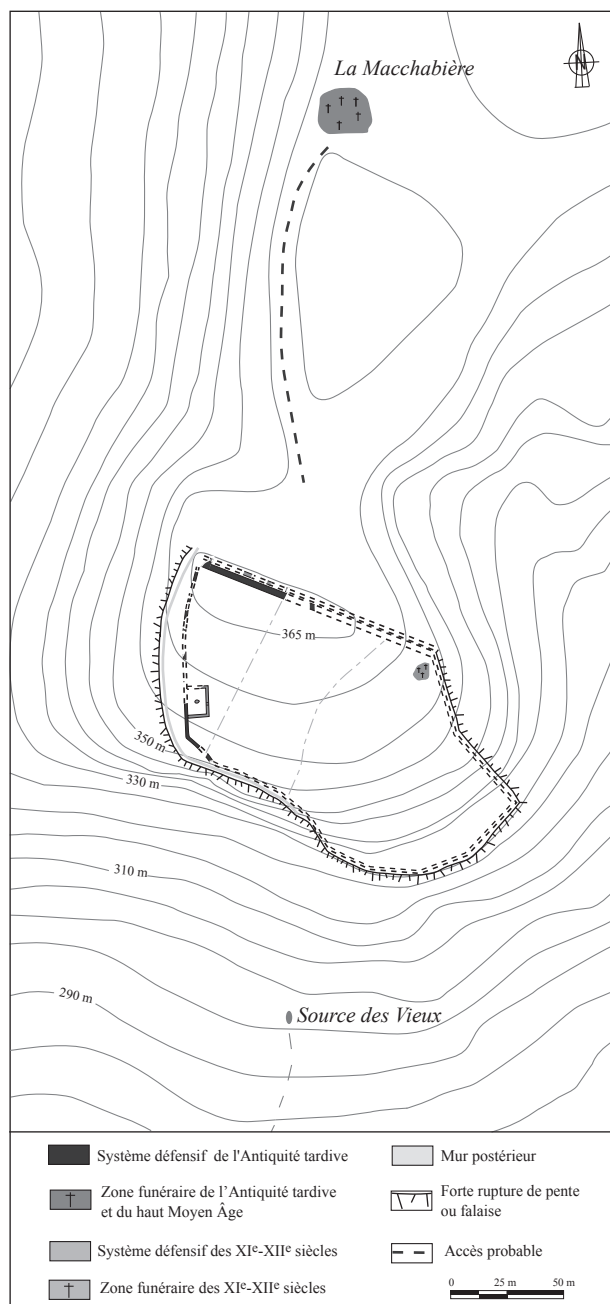 La Macchabière
N
365 m
350 m
330 m
310 m
290 m
Source des Vieux
Système défensif de l'Antiquité tardive
Mur postérieur
Zone funéraire de l’Antiquité tardive
et du haut Moyen Âge
Forte rupture de pente
ou falaise
Système défensif des XIe-XIIe siècles
Accès probable
Zone funéraire des XIe-XIIe siècles
0 25 m 50 m